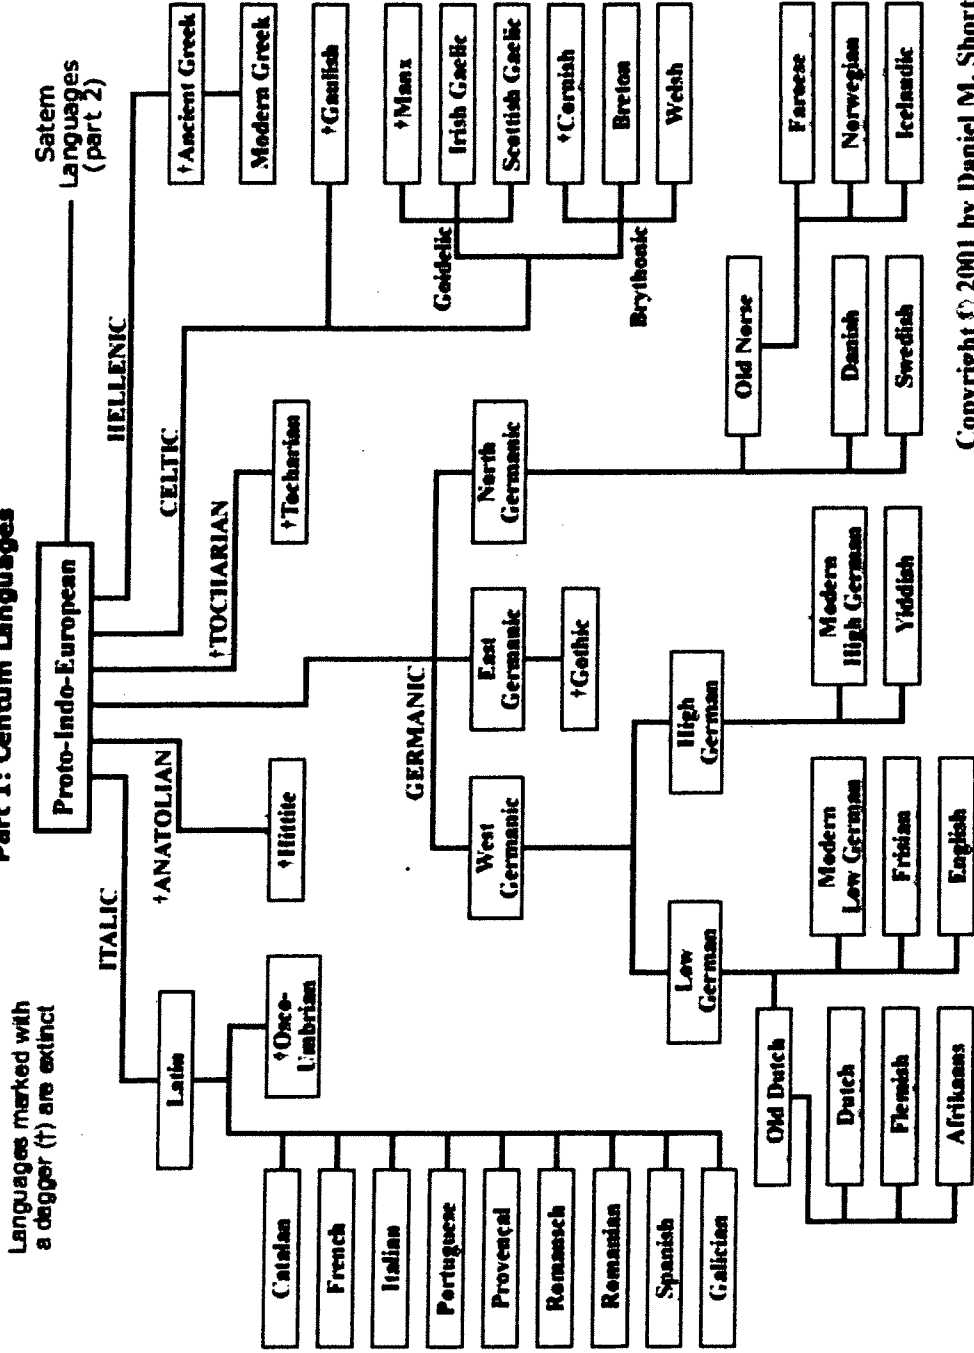 Part 1: Centum Languages
Languages marked with
a dagger (†) are extinct
Proto-Indo-European
Satem
Languages
(part 2)
ITALIC
†ANATOLIAN
GERMANIC
†TOCHARIAN
CELTIC
HELLENIC
Latin
†Osco-
Umbrian
Catalan
French
Italian
Portuguese
Provençal
Romansch
Romanian
Spanish
Galician
†Hittite
West
Germanic
East
Germanic
North
Germanic
†Gothic
Low
German
High
German
Old Dutch
Dutch
Flemish
Afrikaans
Modern
Low German
Frisian
English
Modern
High German
Yiddish
Old Norse
Danish
Swedish
Faroese
Norwegian
Icelandic
†Tocharian
†Gaulish
Goidelic
†Manx
Irish Gaelic
Scottish Gaelic
Brythonic
†Cornish
Breton
Welsh
†Ancient Greek
Modern Greek
Copyright © 2001 by Daniel M. Short